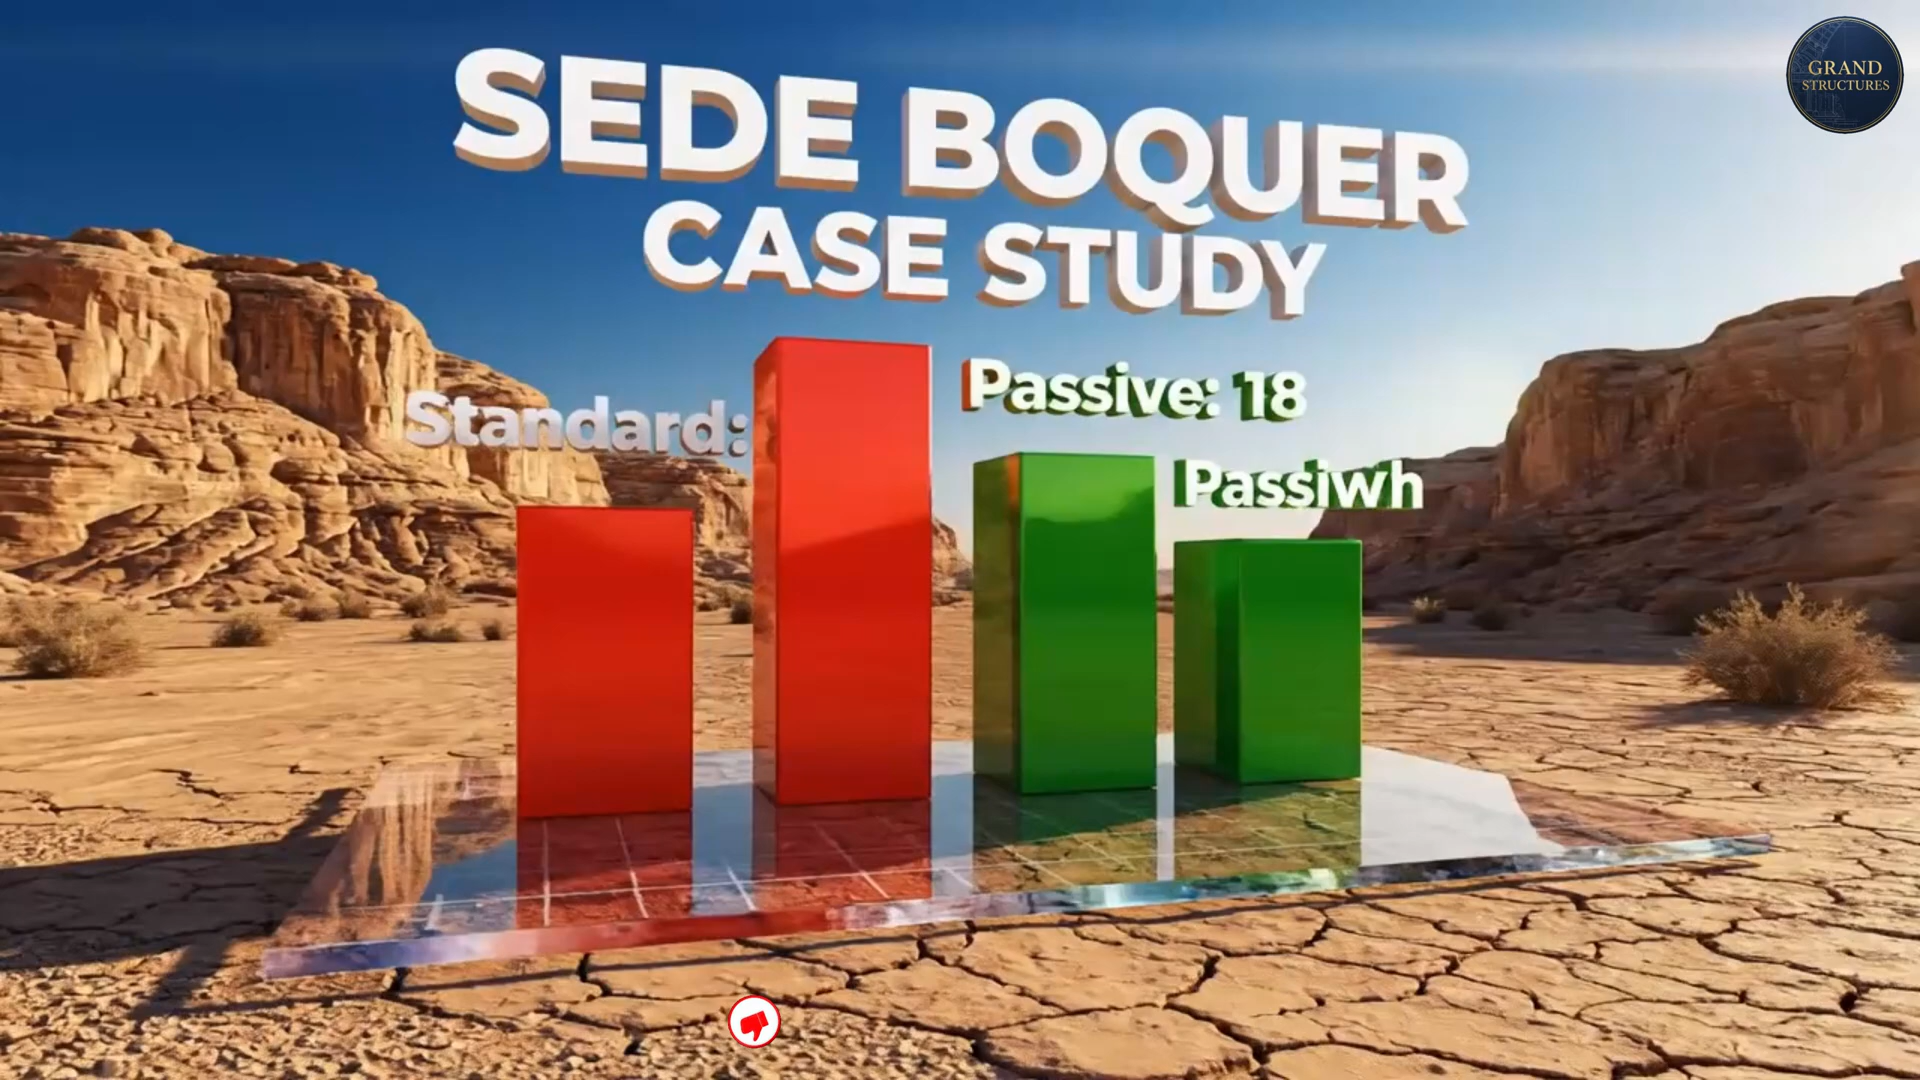 SEDE BOQUER
CASE STUDY
Standard:
Passive: 18
Passiwh
GRAND
STRUCTURES